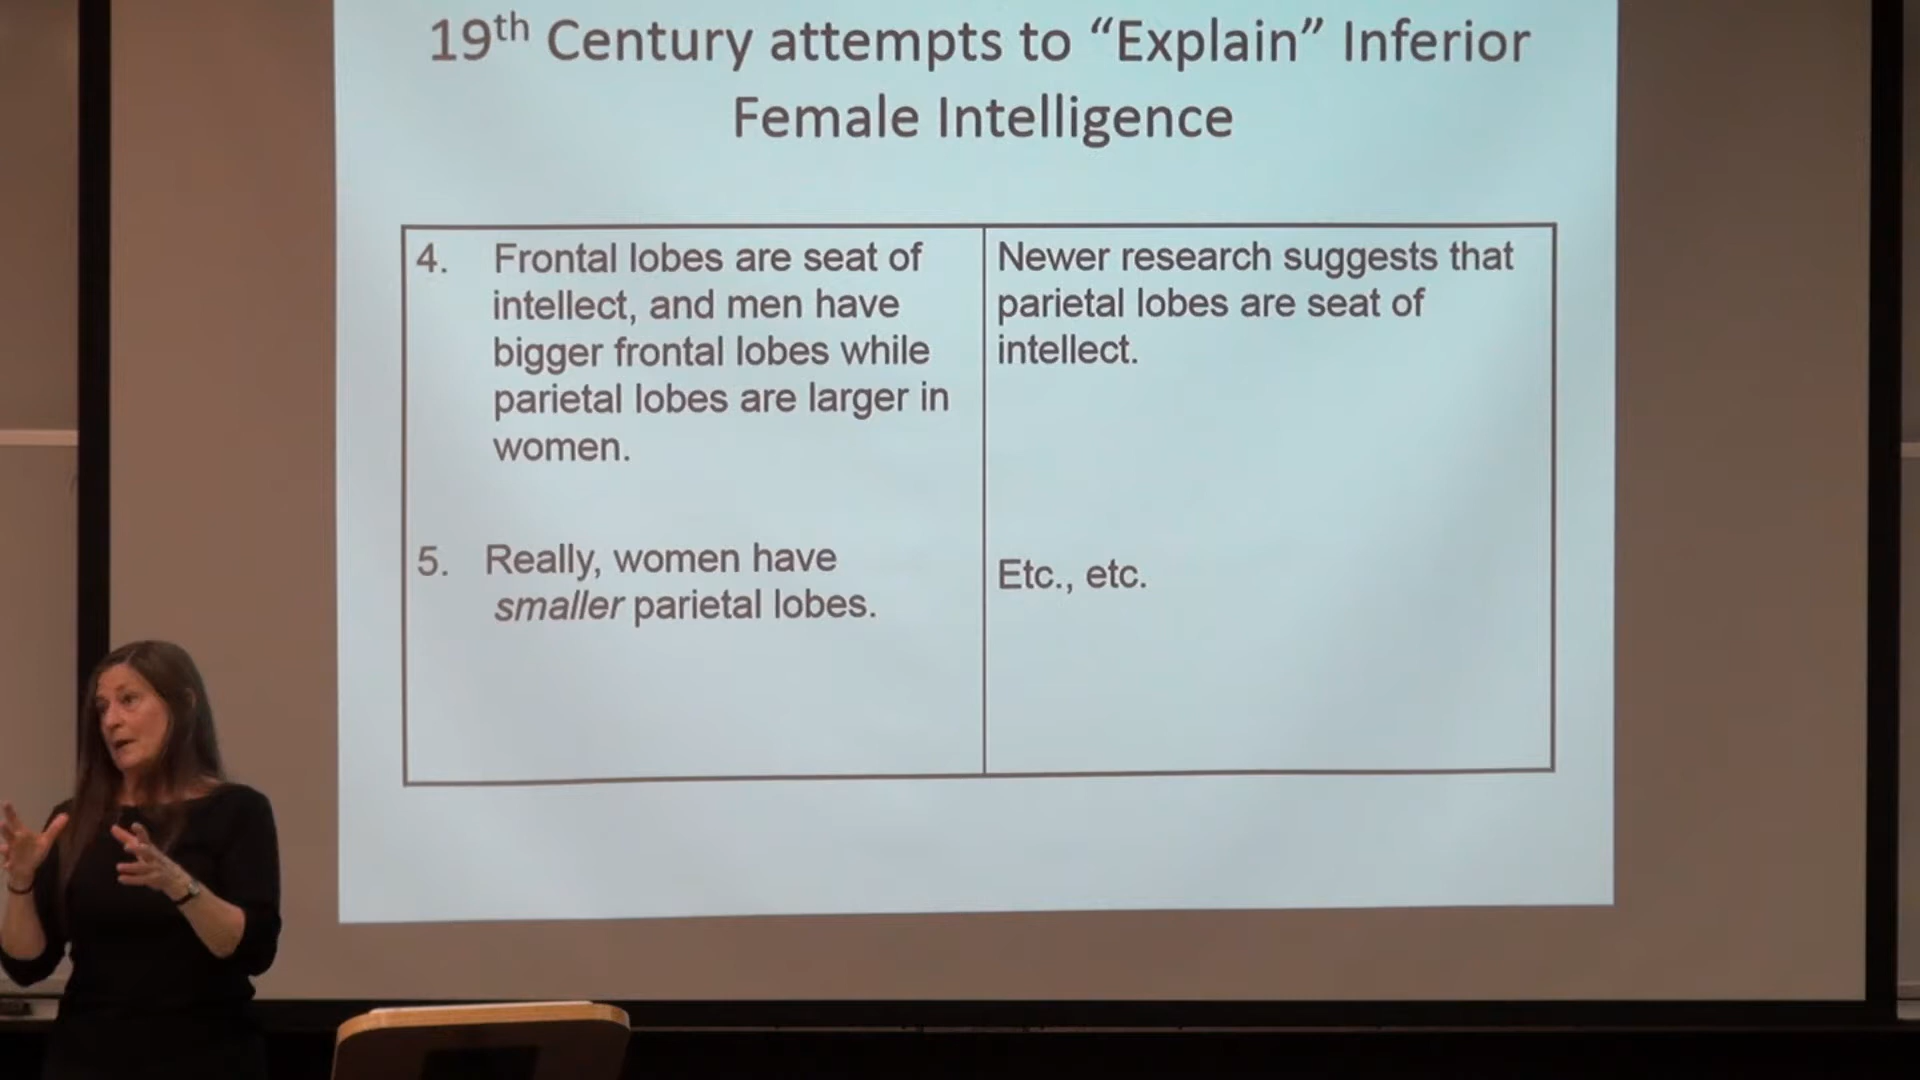 19th Century attempts to “Explain” Inferior
Female Intelligence
4. Frontal lobes are seat of
intellect, and men have
bigger frontal lobes while
parietal lobes are larger in
women.
Newer research suggests that
parietal lobes are seat of
intellect.
5. Really, women have
smaller parietal lobes.
Etc., etc.